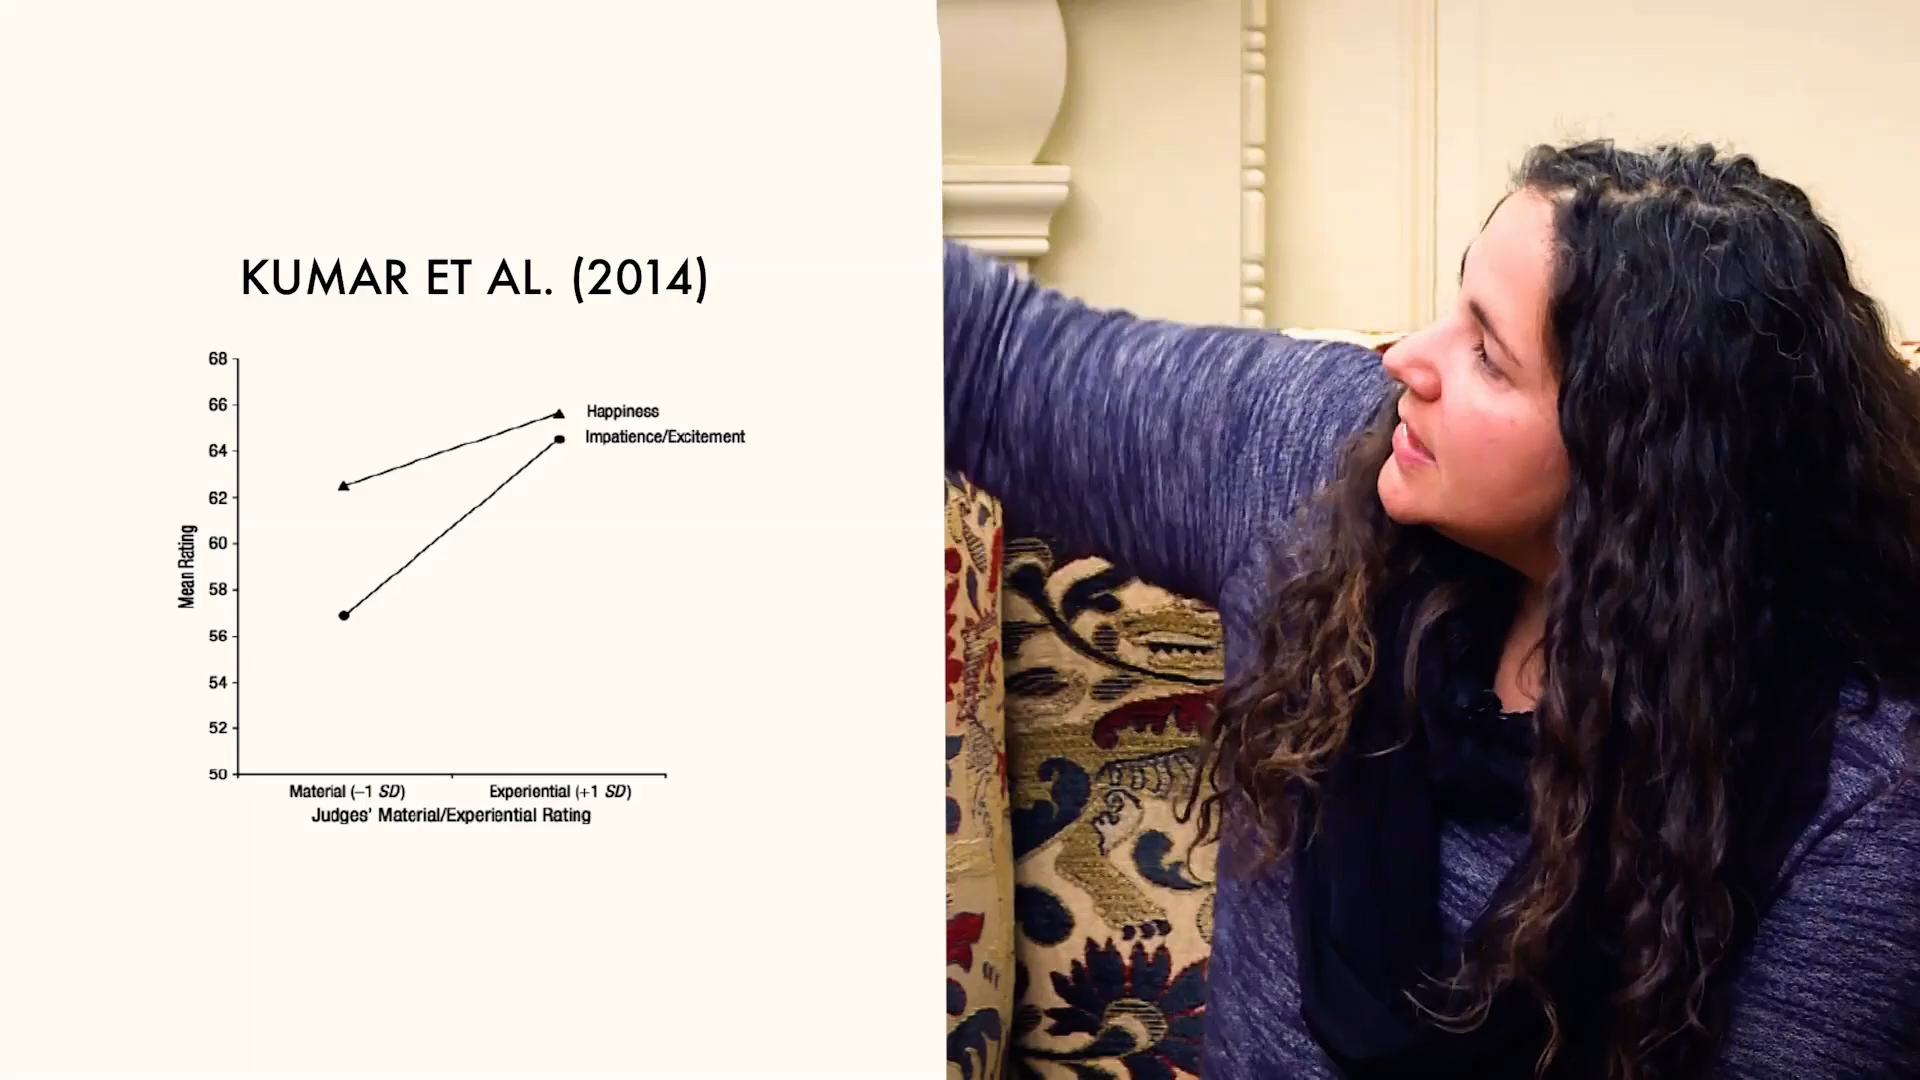 KUMAR ET AL. (2014)
68
66
64
62
60
58
56
54
52
50
Mean Rating
Happiness
Impatience/Excitement
Material (–1 SD)
Experiential (+1 SD)
Judges' Material/Experiential Rating